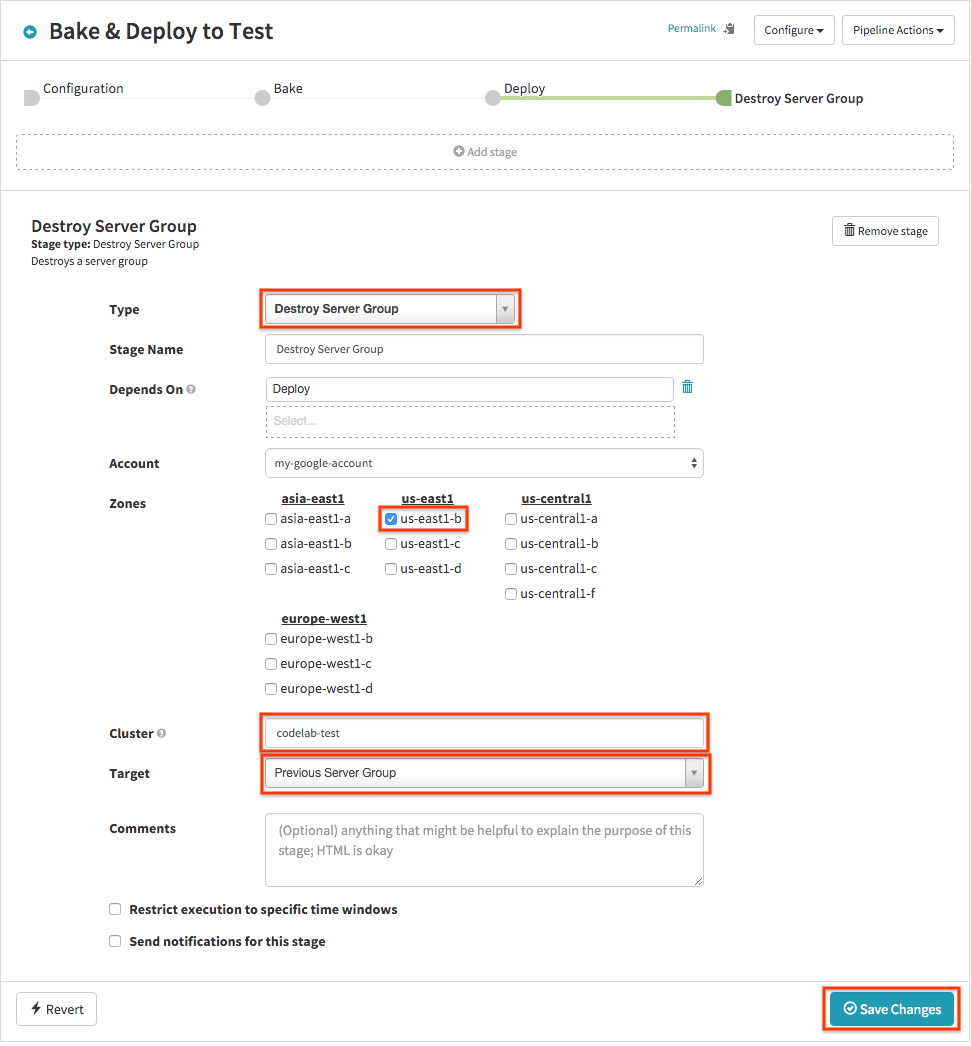 Bake & Deploy to Test
Permalink
Configure
Pipeline Actions
Configuration
Bake
Deploy
Destroy Server Group
Add stage
Destroy Server Group
Stage type: Destroy Server Group
Destroys a server group
Remove stage
Type
Destroy Server Group
Stage Name
Destroy Server Group
Depends On
Deploy
Select...
Account
my-google-account
Zones
asia-east1
us-east1
us-central1
asia-east1-a
us-east1-b
us-central1-a
asia-east1-b
us-east1-c
us-central1-b
asia-east1-c
us-east1-d
us-central1-c
us-central1-f
europe-west1
europe-west1-b
europe-west1-c
europe-west1-d
Cluster
codelab-test
Target
Previous Server Group
Comments
(Optional) anything that might be helpful to explain the purpose of this
stage; HTML is okay
Restrict execution to specific time windows
Send notifications for this stage
Revert
Save Changes